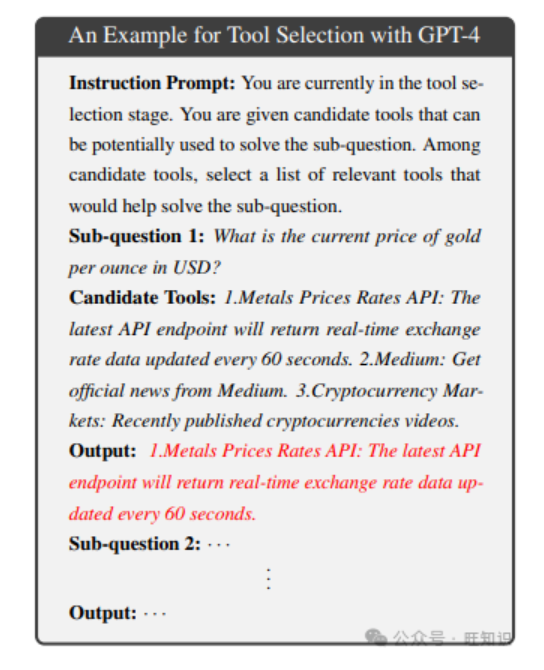 An Example for Tool Selection with GPT-4
Instruction Prompt: You are currently in the tool se-
lection stage. You are given candidate tools that can
be potentially used to solve the sub-question. Among
candidate tools, select a list of relevant tools that
would help solve the sub-question.
Sub-question 1: What is the current price of gold
per ounce in USD?
Candidate Tools: 1.Metals Prices Rates API: The
latest API endpoint will return real-time exchange
rate data updated every 60 seconds. 2.Medium: Get
official news from Medium. 3.Cryptocurrency Mar-
kets: Recently published cryptocurrencies videos.
Output: 1.Metals Prices Rates API: The latest API
endpoint will return real-time exchange rate data up-
dated every 60 seconds.
Sub-question 2: · · ·
⋮
Output: · · ·
公众号 · 旺知识